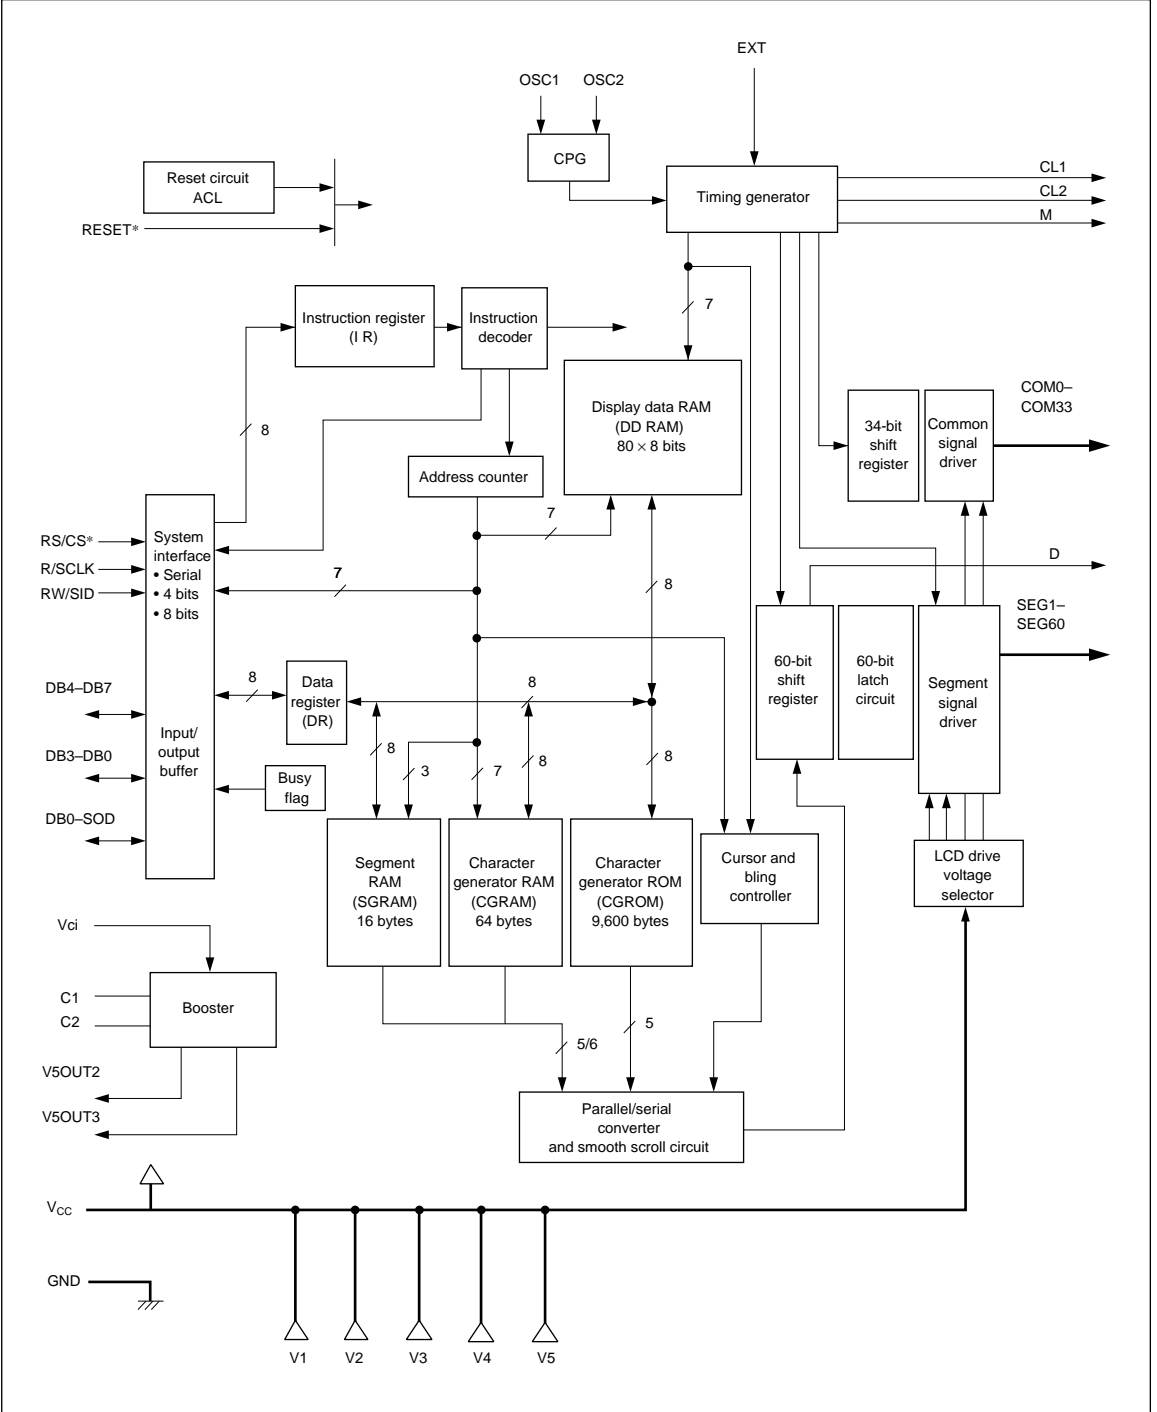 EXT
OSC1 OSC2
CPG
Reset circuit
ACL
RESET*
Timing generator
CL1
CL2
M
7
Instruction register
(I R)
Instruction
decoder
8
Display data RAM
(DD RAM)
80 × 8 bits
COM0–
COM33
34-bit
shift
register
Common
signal
driver
Address counter
7
RS/CS*
R/SCLK
RW/SID
System
interface
• Serial
• 4 bits
• 8 bits
7
8
D
SEG1–
SEG60
60-bit
shift
register
60-bit
latch
circuit
Segment
signal
driver
DB4–DB7
DB3–DB0
DB0–SOD
Input/
output
buffer
8
Data
register
(DR)
8
8
3
7
8
8
Busy
flag
Segment
RAM
(SGRAM)
16 bytes
Character
generator RAM
(CGRAM)
64 bytes
Character
generator ROM
(CGROM)
9,600 bytes
Cursor and
bling
controller
LCD drive
voltage
selector
Vci
C1
C2
Booster
V5OUT2
V5OUT3
5/6
5
Parallel/serial
converter
and smooth scroll circuit
VCC
GND
V1 V2 V3 V4 V5